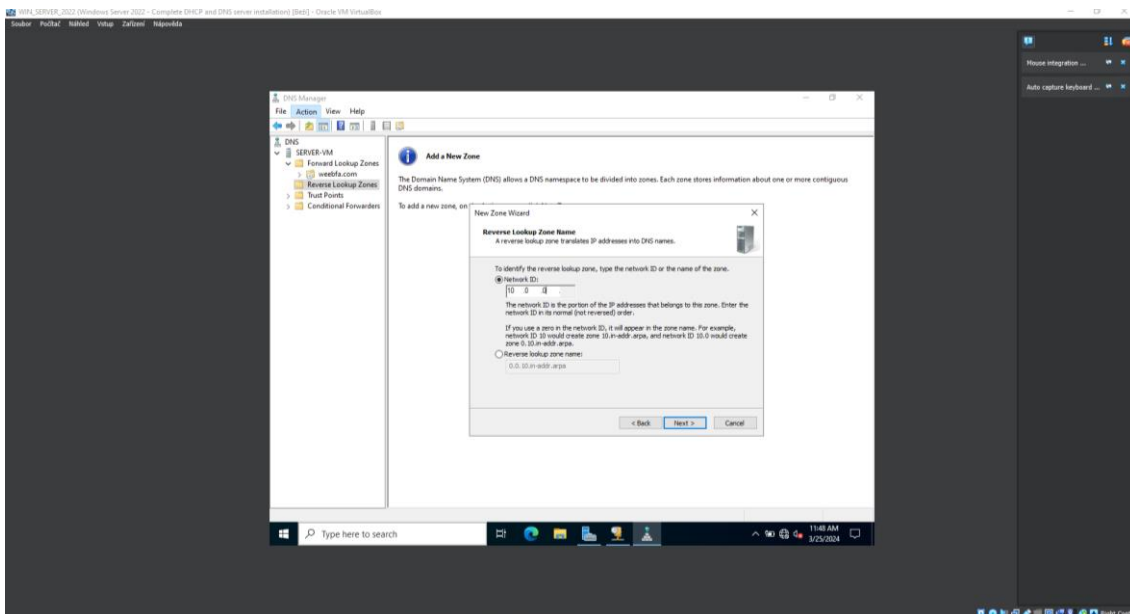 WIN_SERVER_2022 (Windows Server 2022 - Complete DHCP and DNS server installation) [Běží] - Oracle VM VirtualBox
Soubor Počítač Náhled Vstup Zařízení Nápověda
Mouse integration ...
Auto capture keyboard ...
DNS Manager
File Action View Help
DNS
SERVER-VM
Forward Lookup Zones
weebfa.com
Reverse Lookup Zones
Trust Points
Conditional Forwarders
Add a New Zone
The Domain Name System (DNS) allows a DNS namespace to be divided into zones. Each zone stores information about one or more contiguous
DNS domains.
To add a new zone, on
New Zone Wizard
Reverse Lookup Zone Name
A reverse lookup zone translates IP addresses into DNS names.
To identify the reverse lookup zone, type the network ID or the name of the zone.
Network ID:
10 .0 .0
The network ID is the portion of the IP addresses that belongs to this zone. Enter the
network ID in its normal (not reversed) order.
If you use a zero in the network ID, it will appear in the zone name. For example,
network ID 10 would create zone 10.in-addr.arpa, and network ID 10.0 would create
zone 0.10.in-addr.arpa.
Reverse lookup zone name:
0.0.10.in-addr.arpa
< Back Next > Cancel
Type here to search
11:48 AM
3/25/2024